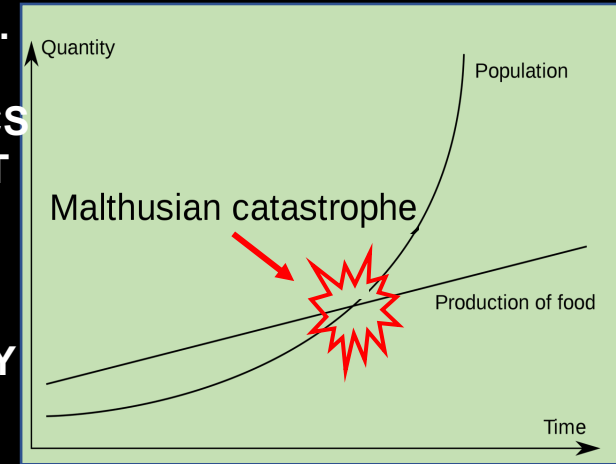 Quantity
Population
Malthusian catastrophe
Production of food
Time